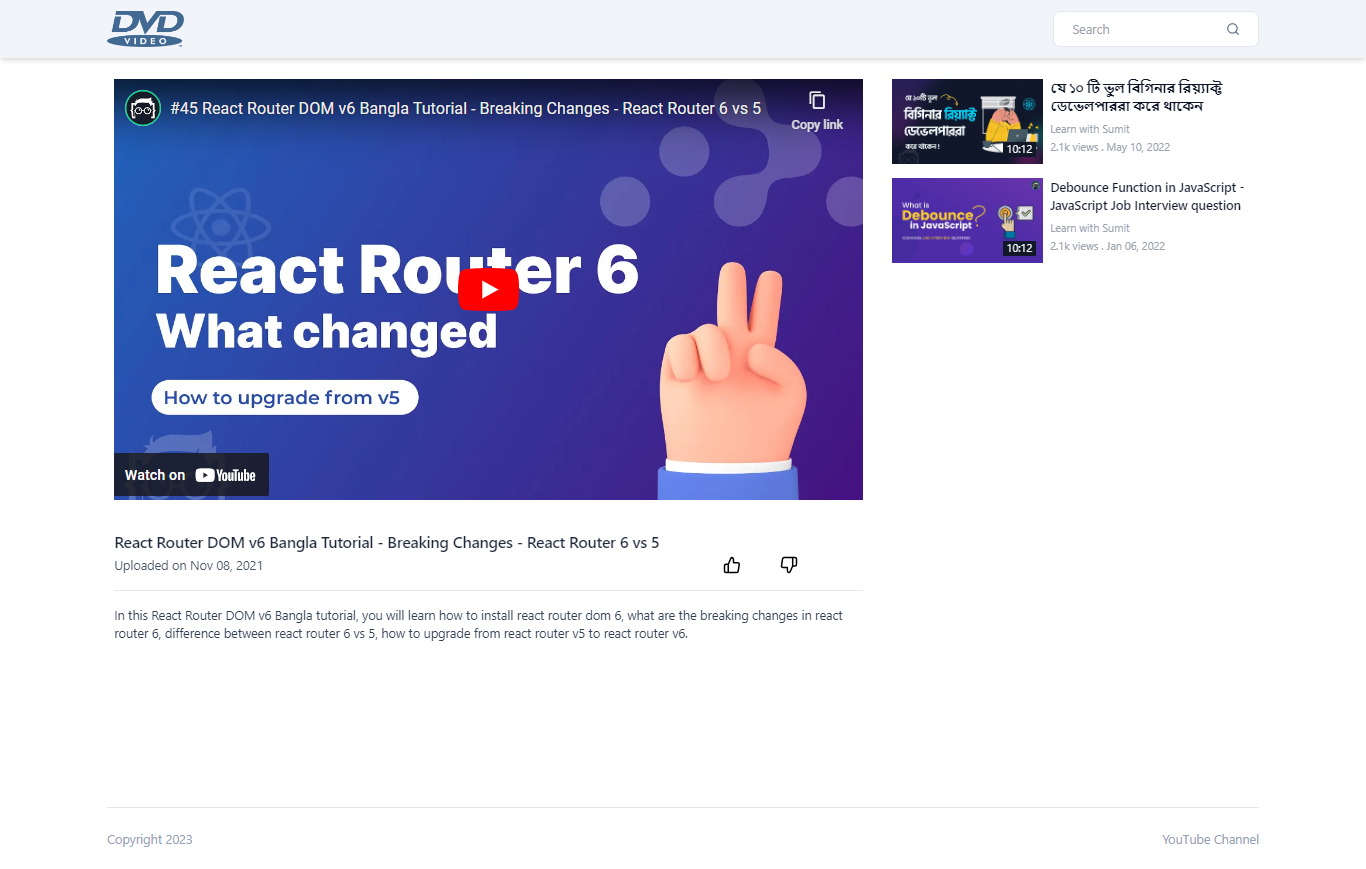 DVD
VIDEO
Search
#45 React Router DOM v6 Bangla Tutorial - Breaking Changes - React Router 6 vs 5
Copy link
React Router 6
What changed
How to upgrade from v5
Watch on YouTube
React Router DOM v6 Bangla Tutorial - Breaking Changes - React Router 6 vs 5
Uploaded on Nov 08, 2021
In this React Router DOM v6 Bangla tutorial, you will learn how to install react router dom 6, what are the breaking changes in react
router 6, difference between react router 6 vs 5, how to upgrade from react router v5 to react router v6.
যে ১০টি ভুল
বিগিনার রিয়্যাক্ট
ডেভেলপাররা
করে থাকেন !
10:12
যে ১০ টি ভুল বিগিনার রিয়্যাক্ট
ডেভেলপাররা করে থাকেন
Learn with Sumit
2.1k views . May 10, 2022
What is
Debounce?
in JavaScript
10:12
Debounce Function in JavaScript -
JavaScript Job Interview question
Learn with Sumit
2.1k views . Jan 06, 2022
Copyright 2023
YouTube Channel